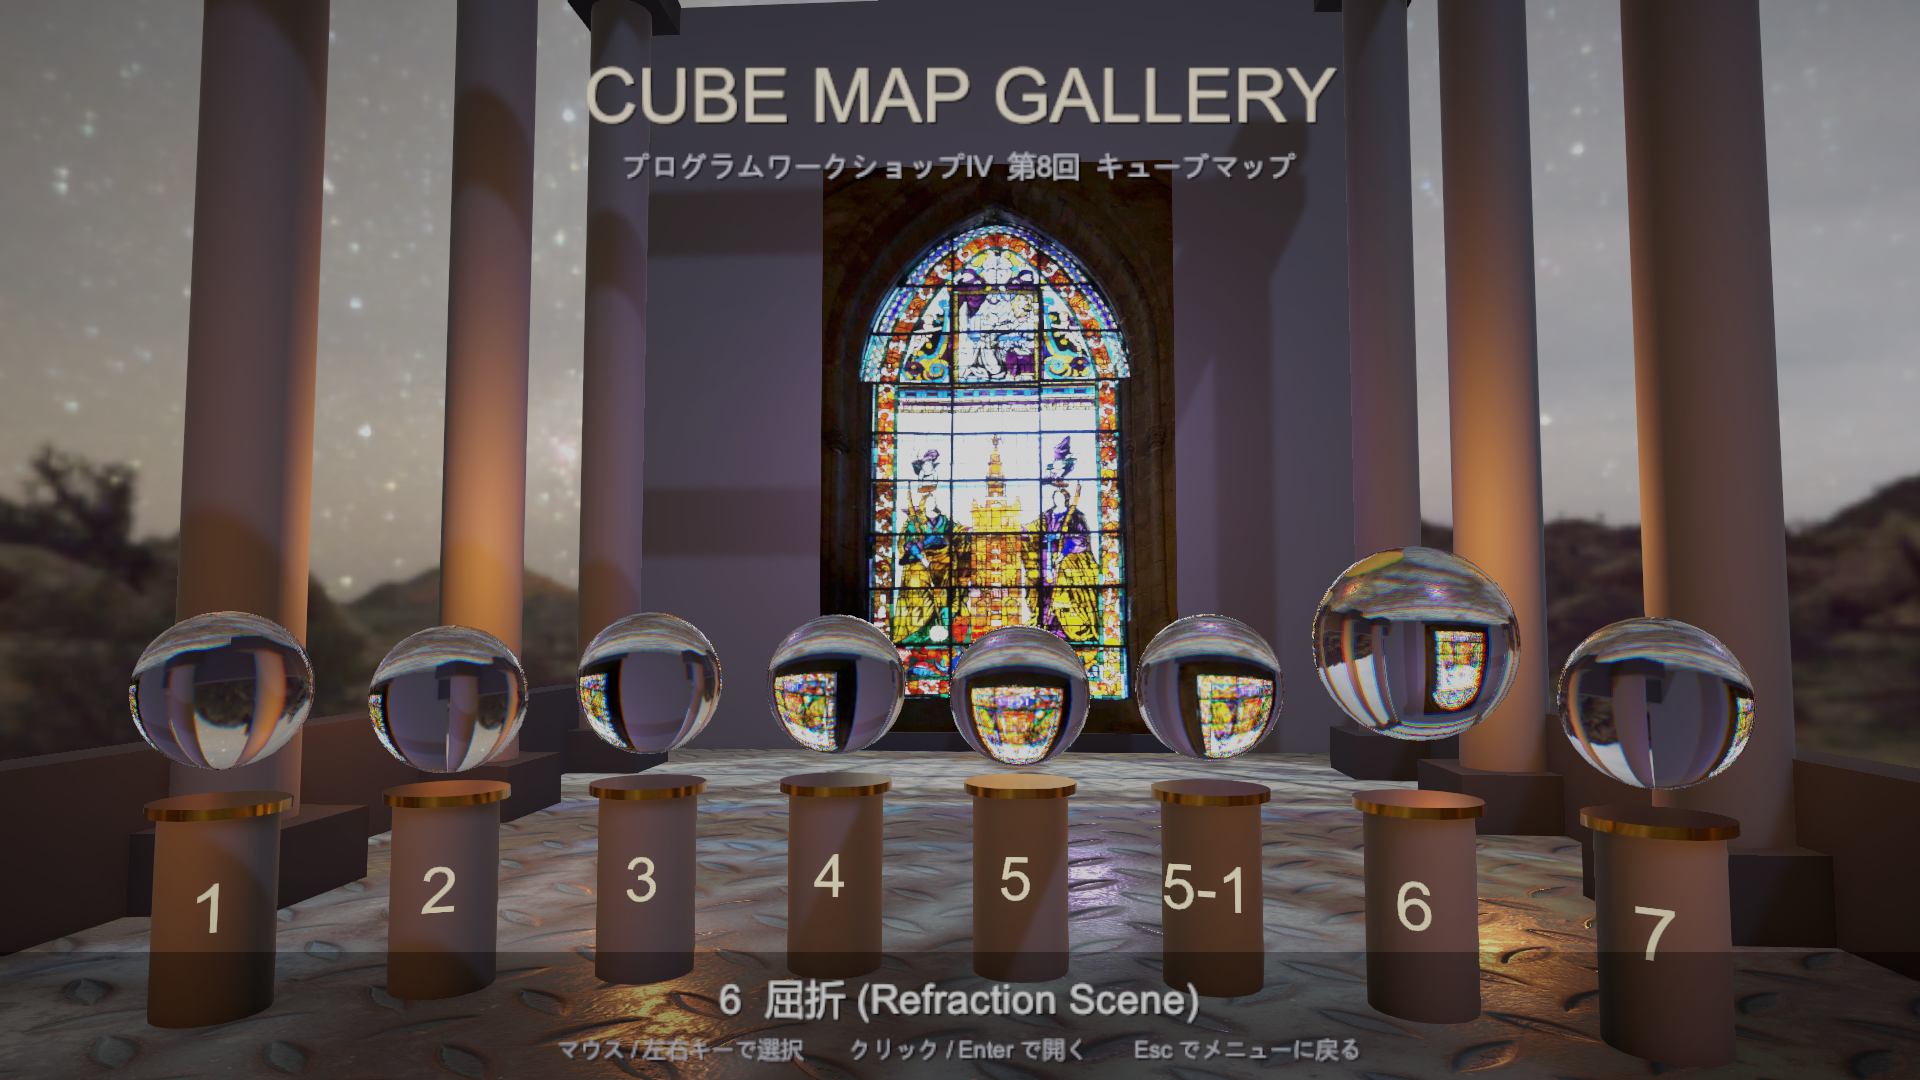 CUBE MAP GALLERY
プログラムワークショップⅣ 第8回 キューブマップ
1 2 3 4 5 5-1 6 7
6 屈折 (Refraction Scene)
マウス / 左右キーで選択 クリック / Enter で開く Esc でメニューに戻る